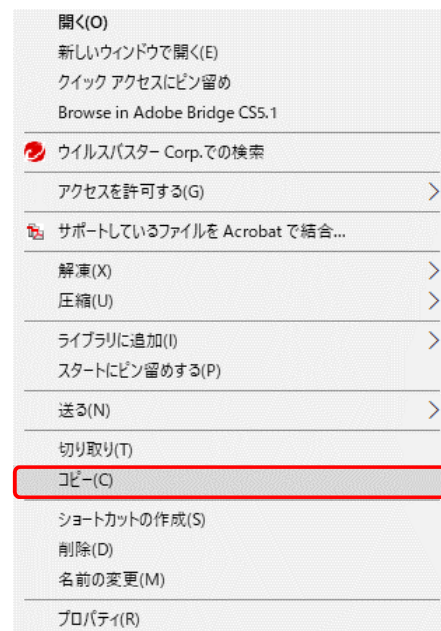 開く(O)
新しいウィンドウで開く(E)
クイック アクセスにピン留め
Browse in Adobe Bridge CS5.1
ウイルスバスター Corp.での検索
アクセスを許可する(G)
サポートしているファイルを Acrobat で結合...
解凍(X)
圧縮(U)
ライブラリに追加(I)
スタートにピン留めする(P)
送る(N)
切り取り(T)
コピー(C)
ショートカットの作成(S)
削除(D)
名前の変更(M)
プロパティ(R)